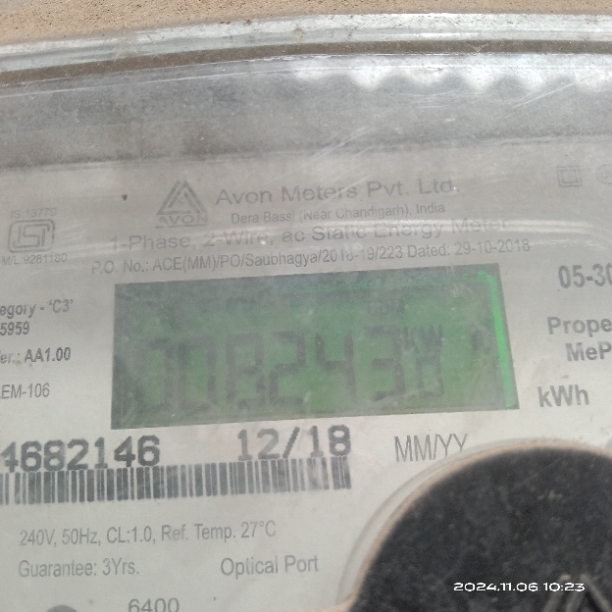 Avon Meters Pvt. Ltd.
AVON
Dera Bassi (Near Chandigarh), India
IS:13770
1-Phase, 2-Wire, ac Static Energy Meter
M/L 9261180
P.O. No.: ACE(MM)/PO/Saubhagya/2018-19/223 Dated: 29-10-2018
05-30
egory - 'C3'
5959
er.: AA1.00
EM-106
kW
kWh
Prope
MeP
4682146 12/18 MM/YY
240V, 50Hz, CL:1.0, Ref. Temp. 27°C
Guarantee: 3Yrs. Optical Port
6400
2024.11.06 10:23